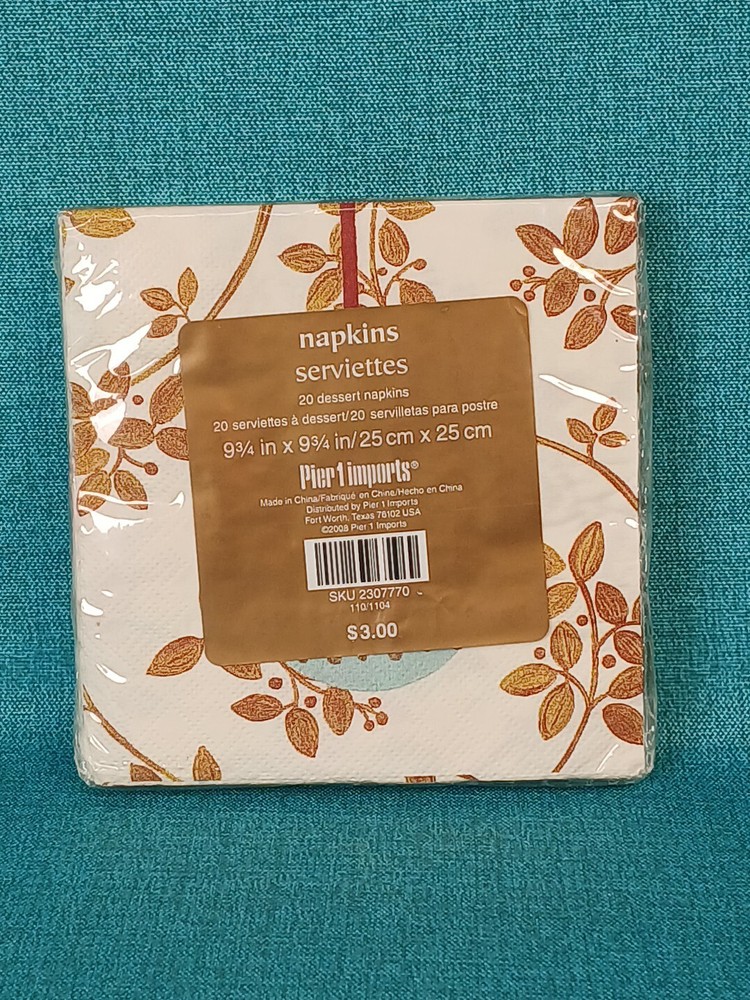 napkins
serviettes
20 dessert napkins
20 serviettes à dessert/20 servilletas para postre
9¾ in x 9¾ in/25 cm x 25 cm
Pier 1 imports®
Made in China/Fabriqué en Chine/Hecho en China
Distributed by Pier 1 Imports
Fort Worth, Texas 76102 USA
©2008 Pier 1 Imports
SKU 2307770
110/1104
$3.00